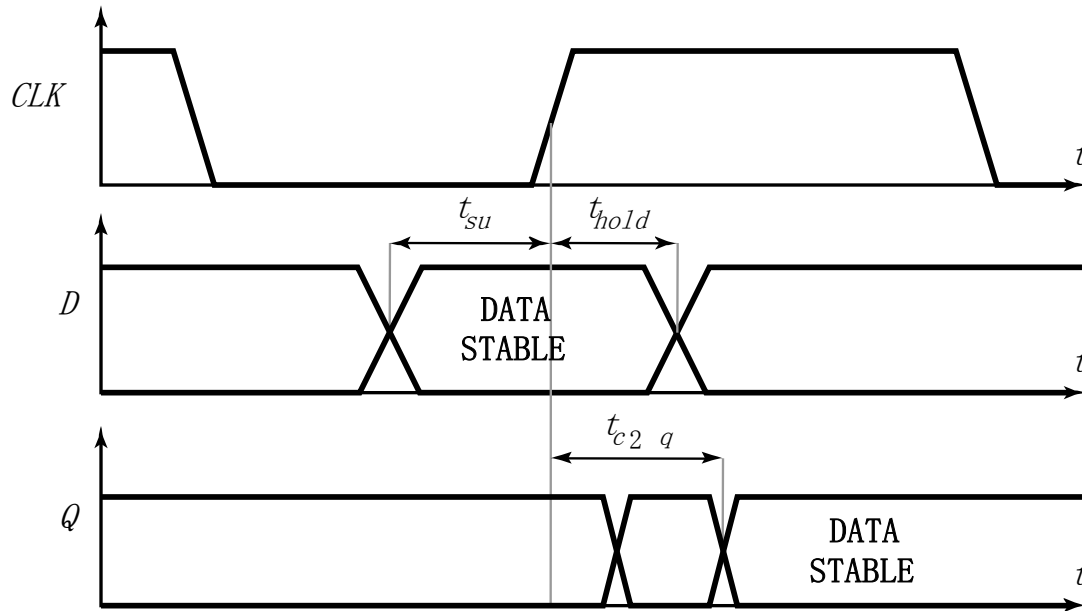 CLK
t
t_su
t_hold
D
DATA
STABLE
t
t_c2 q
Q
DATA
STABLE
t